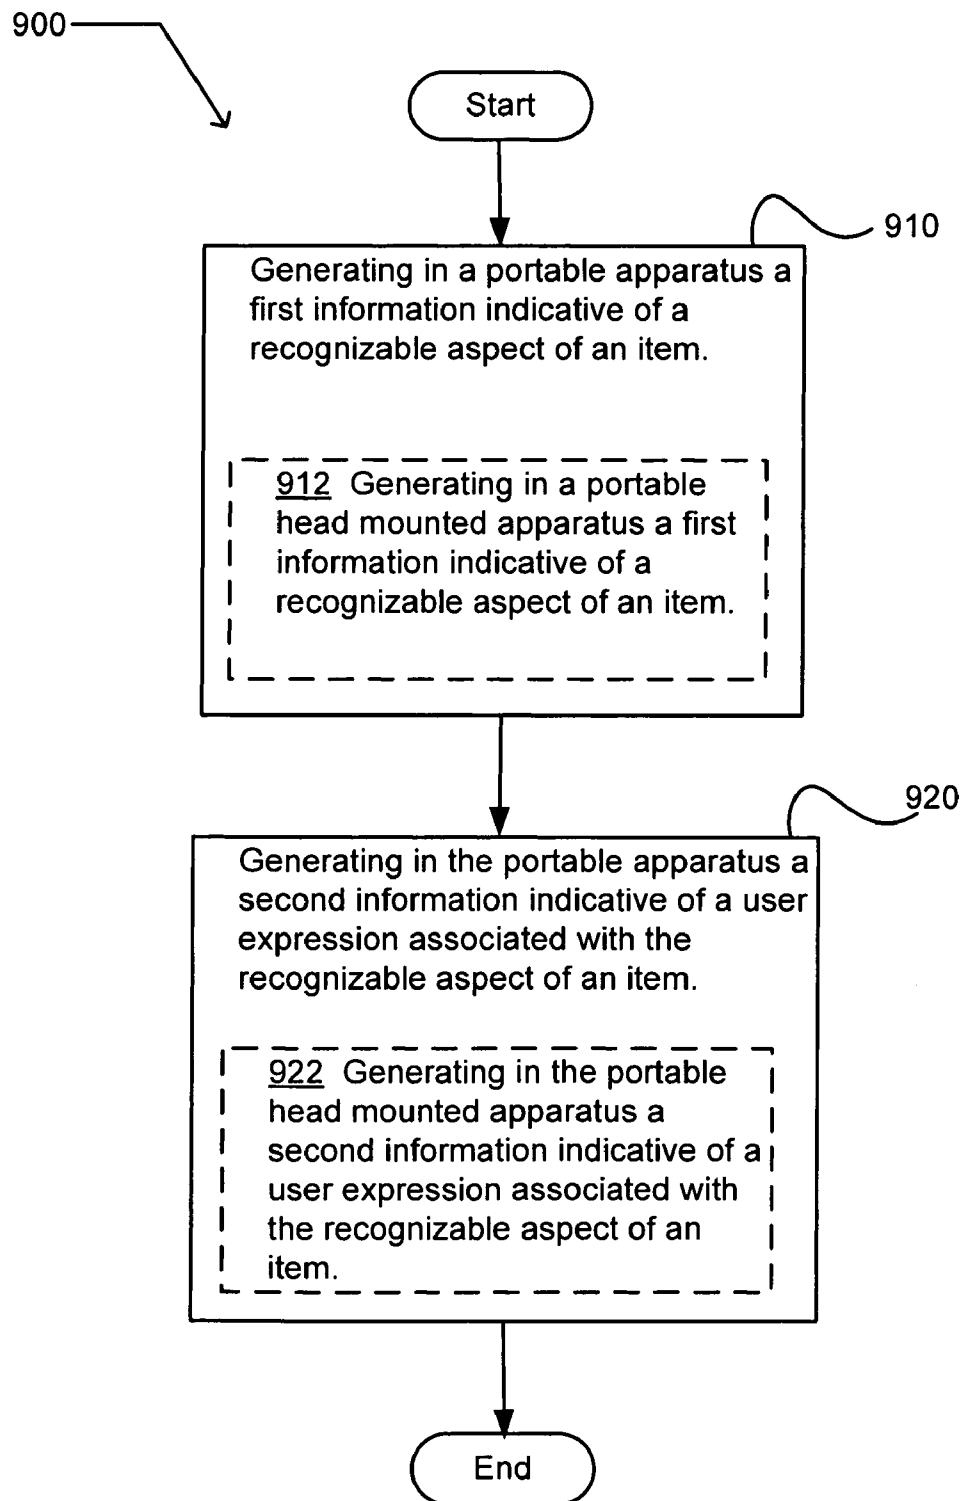 900
Start
910
Generating in a portable apparatus a
first information indicative of a
recognizable aspect of an item.
912 Generating in a portable
head mounted apparatus a first
information indicative of a
recognizable aspect of an item.
920
Generating in the portable apparatus a
second information indicative of a user
expression associated with the
recognizable aspect of an item.
922 Generating in the portable
head mounted apparatus a
second information indicative of a
user expression associated with
the recognizable aspect of an
item.
End